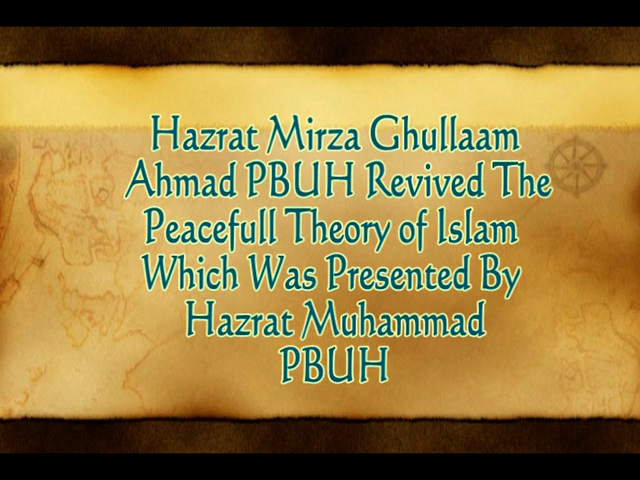 Hazrat Mirza Ghullaam
Ahmad PBUH Revived The
Peacefull Theory of Islam
Which Was Presented By
Hazrat Muhammad
PBUH